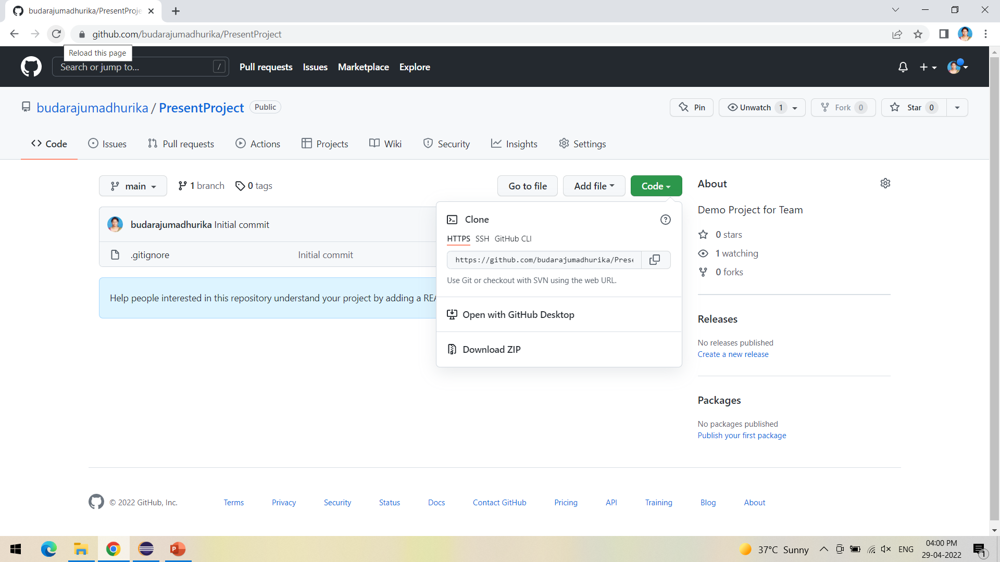 budarajumadhurika/PresentProje
github.com/budarajumadhurika/PresentProject
Reload this page
Search or jump to...
/
Pull requests
Issues
Marketplace
Explore
budarajumadhurika / PresentProject
Public
Pin
Unwatch 1
Fork 0
Star 0
Code
Issues
Pull requests
Actions
Projects
Wiki
Security
Insights
Settings
main
1 branch
0 tags
Go to file
Add file
Code
About
Demo Project for Team
0 stars
1 watching
0 forks
budarajumadhurika Initial commit
.gitignore
Initial commit
Help people interested in this repository understand your project by adding a REA
Clone
HTTPS SSH GitHub CLI
https://github.com/budarajumadhurika/Prese
Use Git or checkout with SVN using the web URL.
Open with GitHub Desktop
Download ZIP
Releases
No releases published
Create a new release
Packages
No packages published
Publish your first package
© 2022 GitHub, Inc.
Terms
Privacy
Security
Status
Docs
Contact GitHub
Pricing
API
Training
Blog
About
37°C Sunny
ENG
04:00 PM
29-04-2022
1